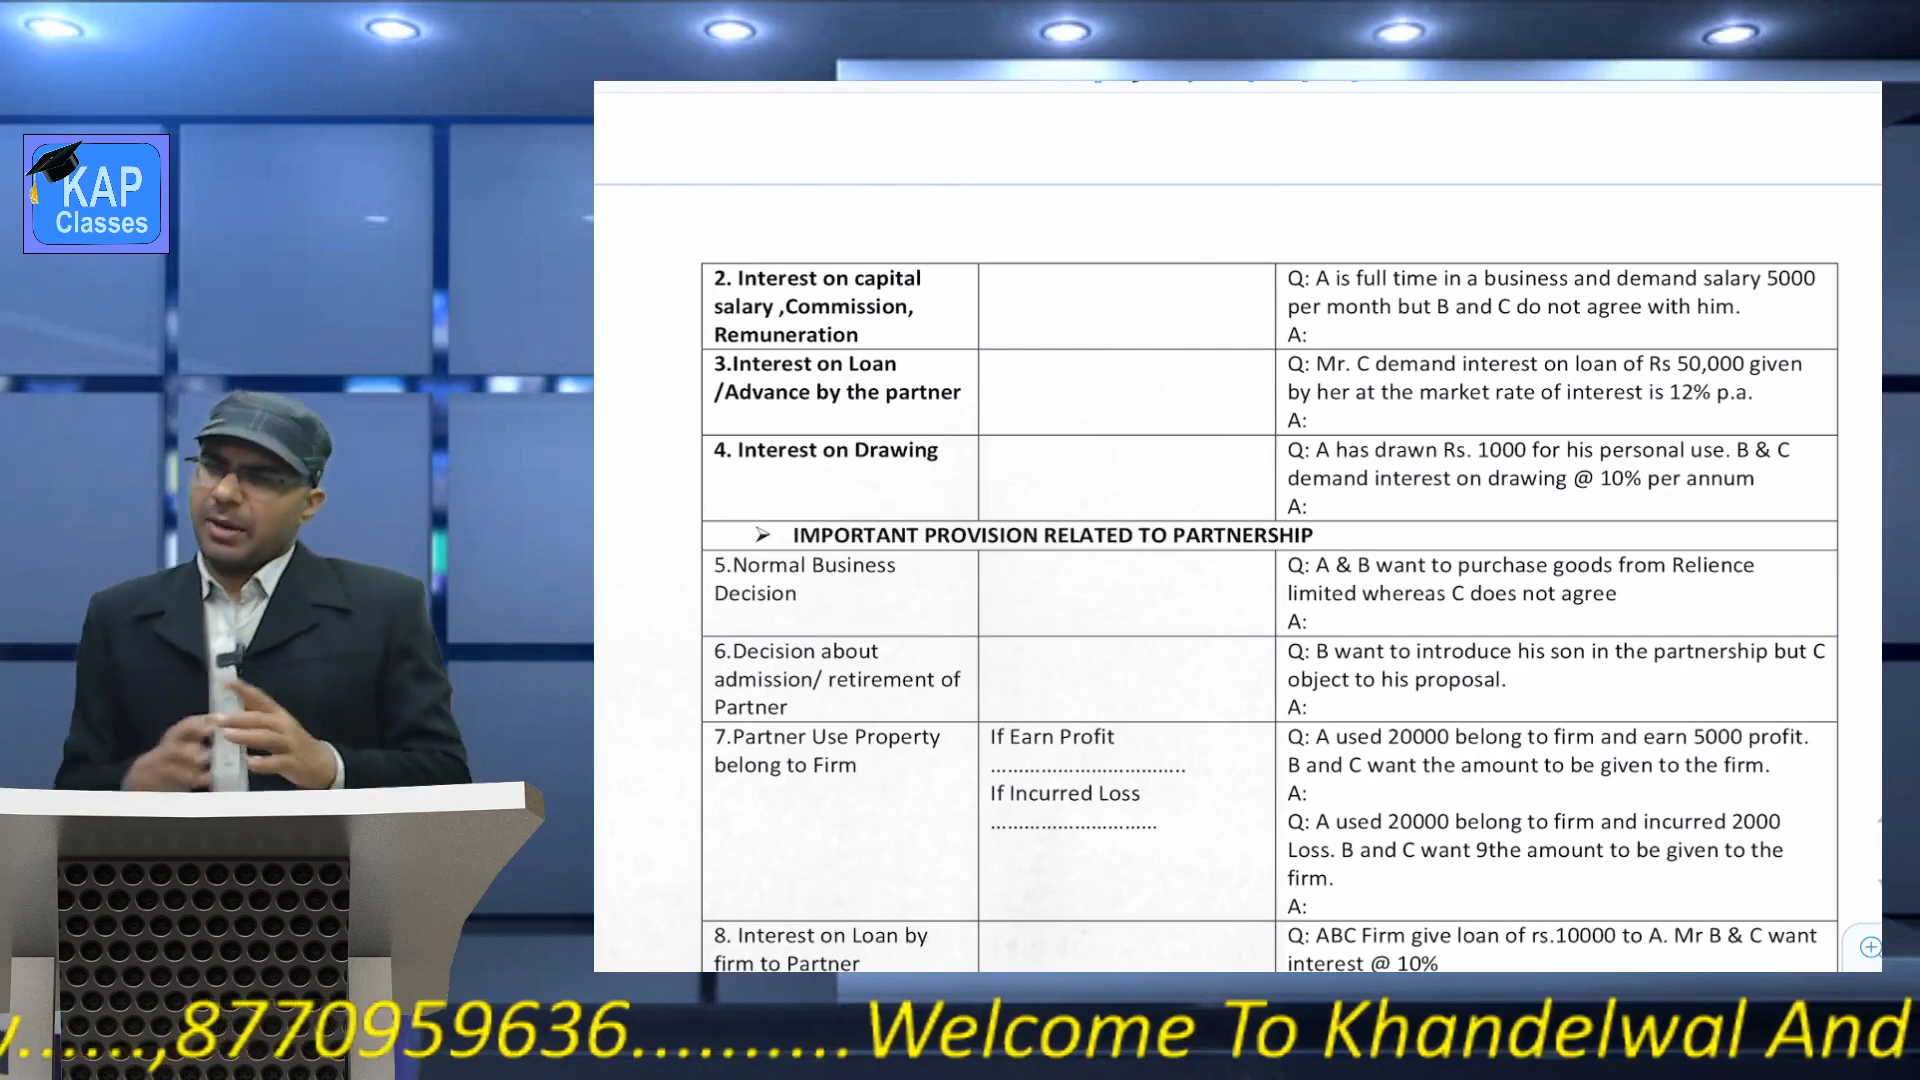 KAP
Classes
2. Interest on capital
salary ,Commission,
Remuneration
Q: A is full time in a business and demand salary 5000
per month but B and C do not agree with him.
A:
3.Interest on Loan
/Advance by the partner
Q: Mr. C demand interest on loan of Rs 50,000 given
by her at the market rate of interest is 12% p.a.
A:
4. Interest on Drawing
Q: A has drawn Rs. 1000 for his personal use. B & C
demand interest on drawing @ 10% per annum
A:
➢ IMPORTANT PROVISION RELATED TO PARTNERSHIP
5.Normal Business
Decision
Q: A & B want to purchase goods from Relience
limited whereas C does not agree
A:
6.Decision about
admission/ retirement of
Partner
Q: B want to introduce his son in the partnership but C
object to his proposal.
A:
7.Partner Use Property
belong to Firm
If Earn Profit
……………………………..
If Incurred Loss
…………………………
Q: A used 20000 belong to firm and earn 5000 profit.
B and C want the amount to be given to the firm.
A:
Q: A used 20000 belong to firm and incurred 2000
Loss. B and C want 9the amount to be given to the
firm.
A:
8. Interest on Loan by
firm to Partner
Q: ABC Firm give loan of rs.10000 to A. Mr B & C want
interest @ 10%
y......,8770959636.......... Welcome To Khandelwal And